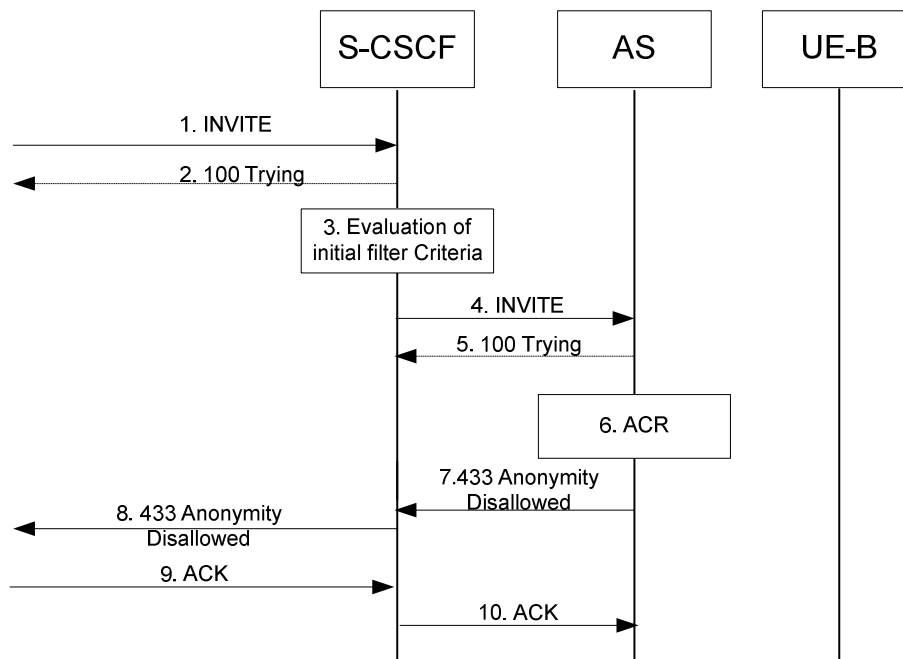 S-CSCF
AS
UE-B
1. INVITE
2. 100 Trying
3. Evaluation of
initial filter Criteria
4. INVITE
5. 100 Trying
6. ACR
7.433 Anonymity
Disallowed
8. 433 Anonymity
Disallowed
9. ACK
10. ACK